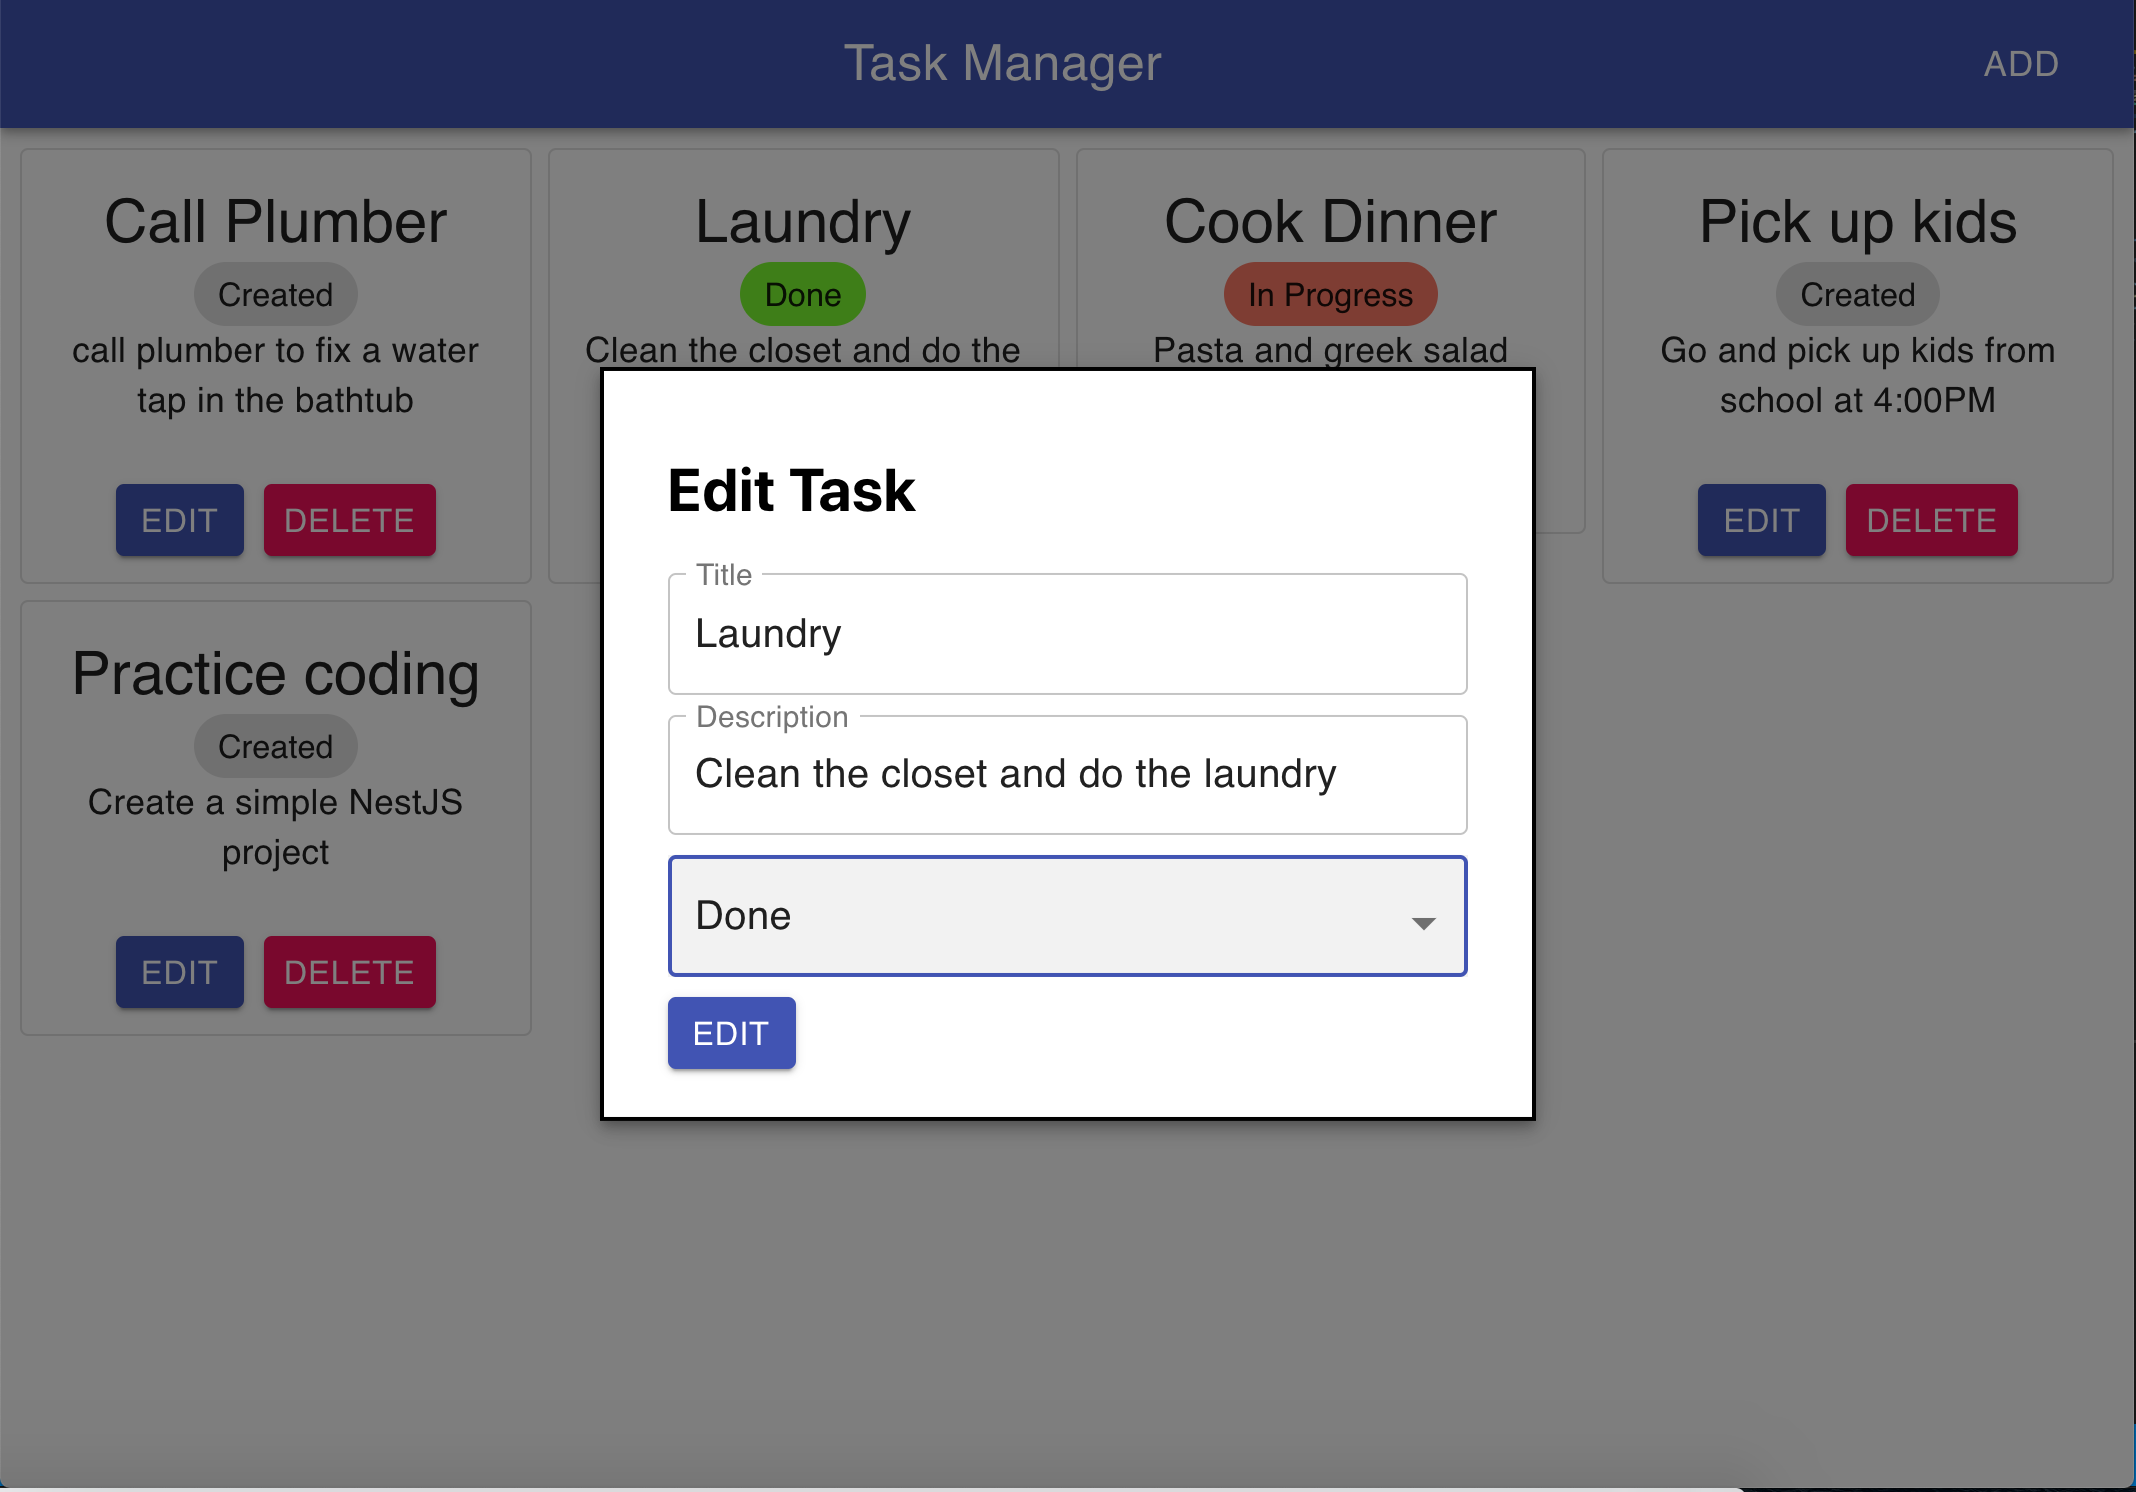 Task Manager
ADD
Call Plumber
Created
call plumber to fix a water
tap in the bathtub
EDIT
DELETE
Laundry
Done
Clean the closet and do the
Cook Dinner
In Progress
Pasta and greek salad
Pick up kids
Created
Go and pick up kids from
school at 4:00PM
EDIT
DELETE
Practice coding
Created
Create a simple NestJS
project
EDIT
DELETE
Edit Task
Title
Laundry
Description
Clean the closet and do the laundry
Done
EDIT